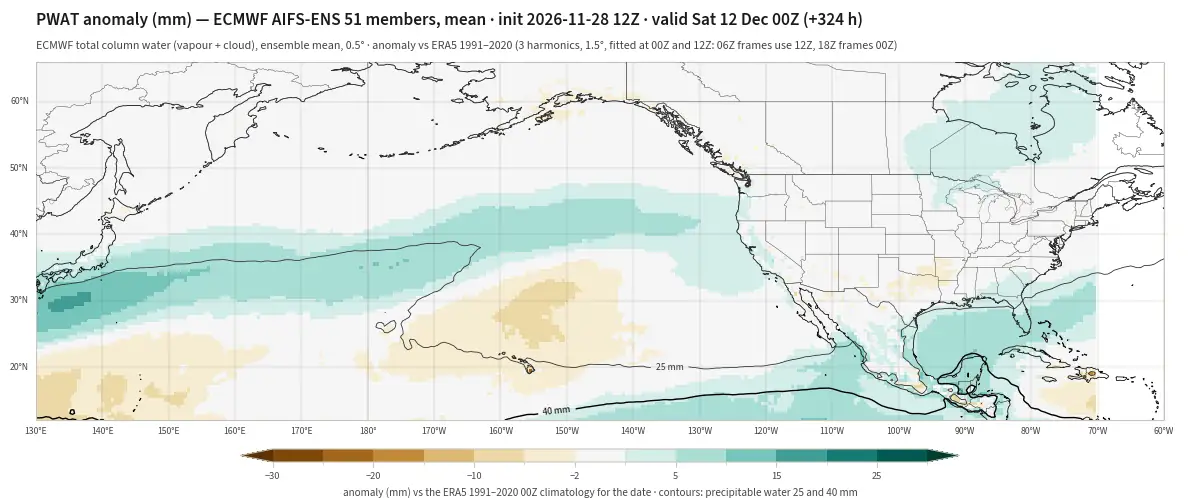 PWAT anomaly (mm) — ECMWF AIFS-ENS 51 members, mean · init 2026-11-28 12Z · valid Sat 12 Dec 00Z (+324 h)
ECMWF total column water (vapour + cloud), ensemble mean, 0.5° · anomaly vs ERA5 1991–2020 (3 harmonics, 1.5°, fitted at 00Z and 12Z: 06Z frames use 12Z, 18Z frames 00Z)
60°N
50°N
40°N
30°N
20°N
25 mm
40 mm
130°E 140°E 150°E 160°E 170°E 180° 170°W 160°W 150°W 140°W 130°W 120°W 110°W 100°W 90°W 80°W 70°W 60°W
−30 −20 −10 −2 5 15 25
anomaly (mm) vs the ERA5 1991–2020 00Z climatology for the date · contours: precipitable water 25 and 40 mm